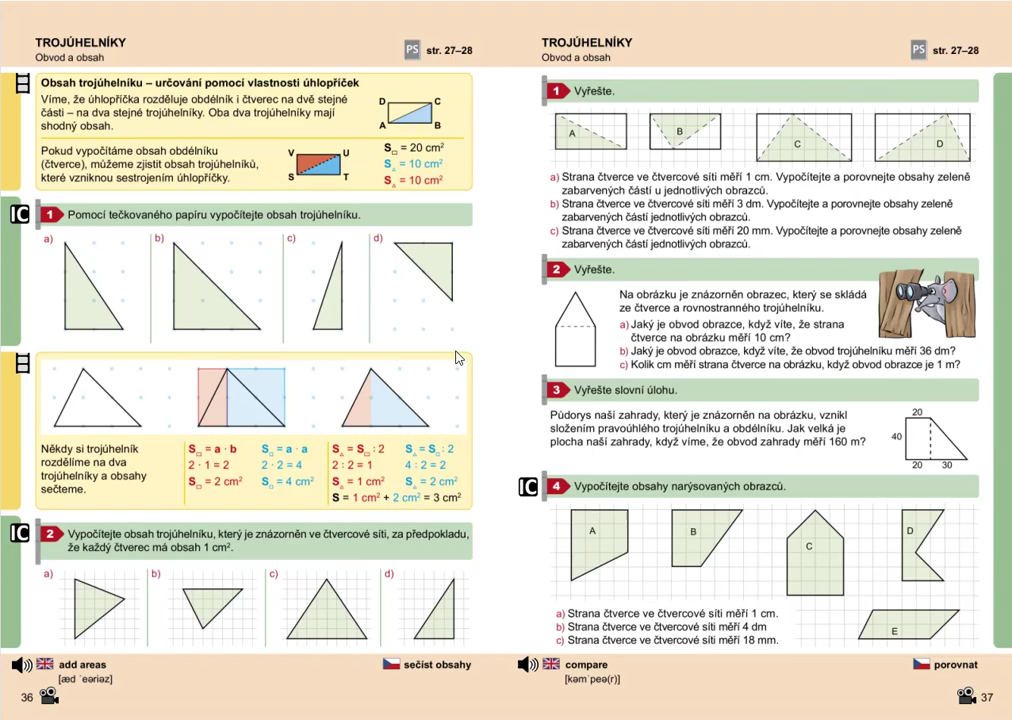 TROJÚHELNÍKY
Obvod a obsah
PS str. 27–28
Obsah trojúhelníku – určování pomocí vlastnosti úhlopříček
Víme, že úhlopříčka rozděluje obdélník i čtverec na dvě stejné
části – na dva stejné trojúhelníky. Oba dva trojúhelníky mají
shodný obsah.
D C
A B
Pokud vypočítáme obsah obdélníku
(čtverce), můžeme zjistit obsah trojúhelníků,
které vzniknou sestrojením úhlopříčky.
V U
S T
S□ = 20 cm²
S△ = 10 cm²
S△ = 10 cm²
IC 1 Pomocí tečkovaného papíru vypočítejte obsah trojúhelníku.
a) b) c) d)
Někdy si trojúhelník
rozdělíme na dva
trojúhelníky a obsahy
sečteme.
S□ = a · b S□ = a · a S△ = S□ : 2 S△ = S□ : 2
2 · 1 = 2 2 · 2 = 4 2 : 2 = 1 4 : 2 = 2
S□ = 2 cm² S□ = 4 cm² S△ = 1 cm² S△ = 2 cm²
S = 1 cm² + 2 cm² = 3 cm²
IC 2 Vypočítejte obsah trojúhelníku, který je znázorněn ve čtvercové síti, za předpokladu,
že každý čtverec má obsah 1 cm².
a) b) c) d)
add areas
[æd ˈeəriəz]
sečíst obsahy
36
TROJÚHELNÍKY
Obvod a obsah
PS str. 27–28
1 Vyřešte.
A B C D
a) Strana čtverce ve čtvercové síti měří 1 cm. Vypočítejte a porovnejte obsahy zeleně
zabarvených částí u jednotlivých obrazců.
b) Strana čtverce ve čtvercové síti měří 3 dm. Vypočítejte a porovnejte obsahy zeleně
zabarvených částí jednotlivých obrazců.
c) Strana čtverce ve čtvercové síti měří 20 mm. Vypočítejte a porovnejte obsahy zeleně
zabarvených částí jednotlivých obrazců.
2 Vyřešte.
Na obrázku je znázorněn obrazec, který se skládá
ze čtverce a rovnostranného trojúhelníku.
a) Jaký je obvod obrazce, když víte, že strana
čtverce na obrázku měří 10 cm?
b) Jaký je obvod obrazce, když víte, že obvod trojúhelníku měří 36 dm?
c) Kolik cm měří strana čtverce na obrázku, když obvod obrazce je 1 m?
3 Vyřešte slovní úlohu.
Půdorys naší zahrady, který je znázorněn na obrázku, vznikl
složením pravoúhlého trojúhelníku a obdélníku. Jak velká je
plocha naší zahrady, když víme, že obvod zahrady měří 160 m?
20
40
20 30
IC 4 Vypočítejte obsahy narýsovaných obrazců.
A B C D
E
a) Strana čtverce ve čtvercové síti měří 1 cm.
b) Strana čtverce ve čtvercové síti měří 4 dm
c) Strana čtverce ve čtvercové síti měří 18 mm.
compare
[kəmˈpeə(r)]
porovnat
37